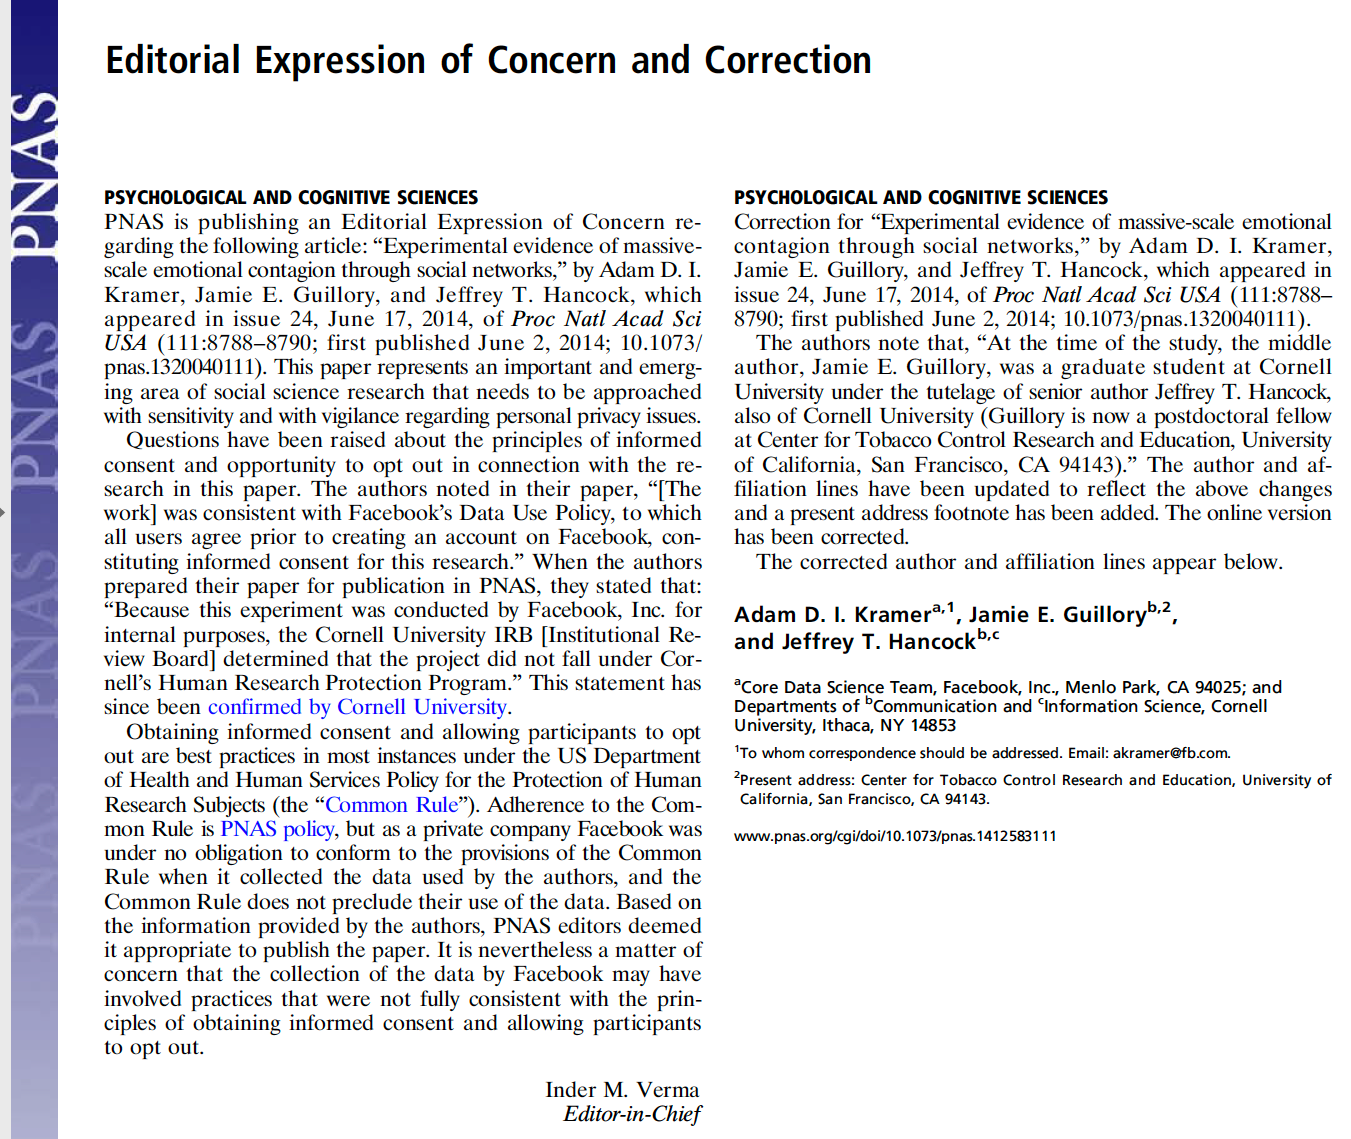 Editorial Expression of Concern and Correction
PNAS
PNAS
PNAS
PNAS
PSYCHOLOGICAL AND COGNITIVE SCIENCES
PNAS is publishing an Editorial Expression of Concern re-
garding the following article: “Experimental evidence of massive-
scale emotional contagion through social networks,” by Adam D. I.
Kramer, Jamie E. Guillory, and Jeffrey T. Hancock, which
appeared in issue 24, June 17, 2014, of Proc Natl Acad Sci
USA (111:8788–8790; first published June 2, 2014; 10.1073/
pnas.1320040111). This paper represents an important and emerg-
ing area of social science research that needs to be approached
with sensitivity and with vigilance regarding personal privacy issues.
Questions have been raised about the principles of informed
consent and opportunity to opt out in connection with the re-
search in this paper. The authors noted in their paper, “[The
work] was consistent with Facebook’s Data Use Policy, to which
all users agree prior to creating an account on Facebook, con-
stituting informed consent for this research.” When the authors
prepared their paper for publication in PNAS, they stated that:
“Because this experiment was conducted by Facebook, Inc. for
internal purposes, the Cornell University IRB [Institutional Re-
view Board] determined that the project did not fall under Cor-
nell’s Human Research Protection Program.” This statement has
since been confirmed by Cornell University.
Obtaining informed consent and allowing participants to opt
out are best practices in most instances under the US Department
of Health and Human Services Policy for the Protection of Human
Research Subjects (the “Common Rule”). Adherence to the Com-
mon Rule is PNAS policy, but as a private company Facebook was
under no obligation to conform to the provisions of the Common
Rule when it collected the data used by the authors, and the
Common Rule does not preclude their use of the data. Based on
the information provided by the authors, PNAS editors deemed
it appropriate to publish the paper. It is nevertheless a matter of
concern that the collection of the data by Facebook may have
involved practices that were not fully consistent with the prin-
ciples of obtaining informed consent and allowing participants
to opt out.
Inder M. Verma
Editor-in-Chief
PSYCHOLOGICAL AND COGNITIVE SCIENCES
Correction for “Experimental evidence of massive-scale emotional
contagion through social networks,” by Adam D. I. Kramer,
Jamie E. Guillory, and Jeffrey T. Hancock, which appeared in
issue 24, June 17, 2014, of Proc Natl Acad Sci USA (111:8788–
8790; first published June 2, 2014; 10.1073/pnas.1320040111).
The authors note that, “At the time of the study, the middle
author, Jamie E. Guillory, was a graduate student at Cornell
University under the tutelage of senior author Jeffrey T. Hancock,
also of Cornell University (Guillory is now a postdoctoral fellow
at Center for Tobacco Control Research and Education, University
of California, San Francisco, CA 94143).” The author and af-
filiation lines have been updated to reflect the above changes
and a present address footnote has been added. The online version
has been corrected.
The corrected author and affiliation lines appear below.
Adam D. I. Kramer^a,1, Jamie E. Guillory^b,2,
and Jeffrey T. Hancock^b,c
^aCore Data Science Team, Facebook, Inc., Menlo Park, CA 94025; and
Departments of ^bCommunication and ^cInformation Science, Cornell
University, Ithaca, NY 14853
^1To whom correspondence should be addressed. Email: akramer@fb.com.
^2Present address: Center for Tobacco Control Research and Education, University of
California, San Francisco, CA 94143.
www.pnas.org/cgi/doi/10.1073/pnas.1412583111